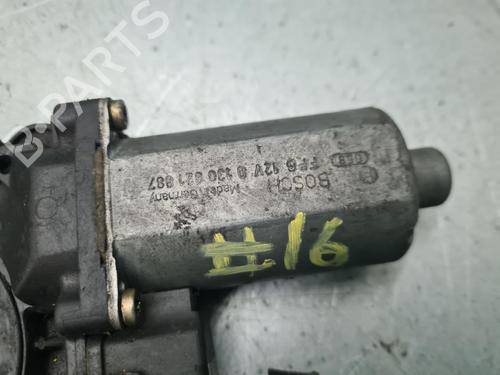 BOSCH
Made in Germany
FPG 12V 0 130 821 687
#16
B-Parts